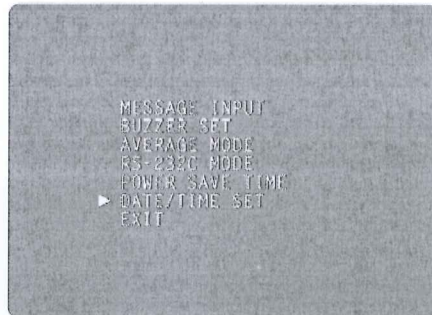 MESSAGE INPUT
BUZZER SET
AVERAGE MODE
RS-232C MODE
POWER SAVE TIME
▶ DATE/TIME SET
EXIT